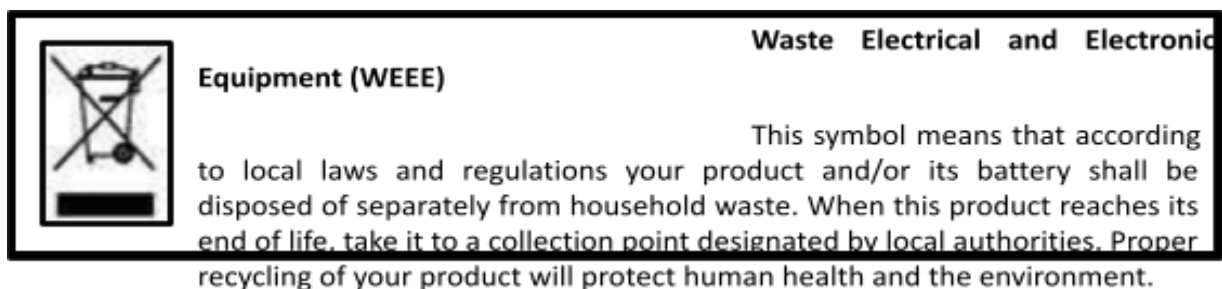 Waste Electrical and Electronic
Equipment (WEEE)
This symbol means that according
to local laws and regulations your product and/or its battery shall be
disposed of separately from household waste. When this product reaches its
end of life, take it to a collection point designated by local authorities. Proper
recycling of your product will protect human health and the environment.